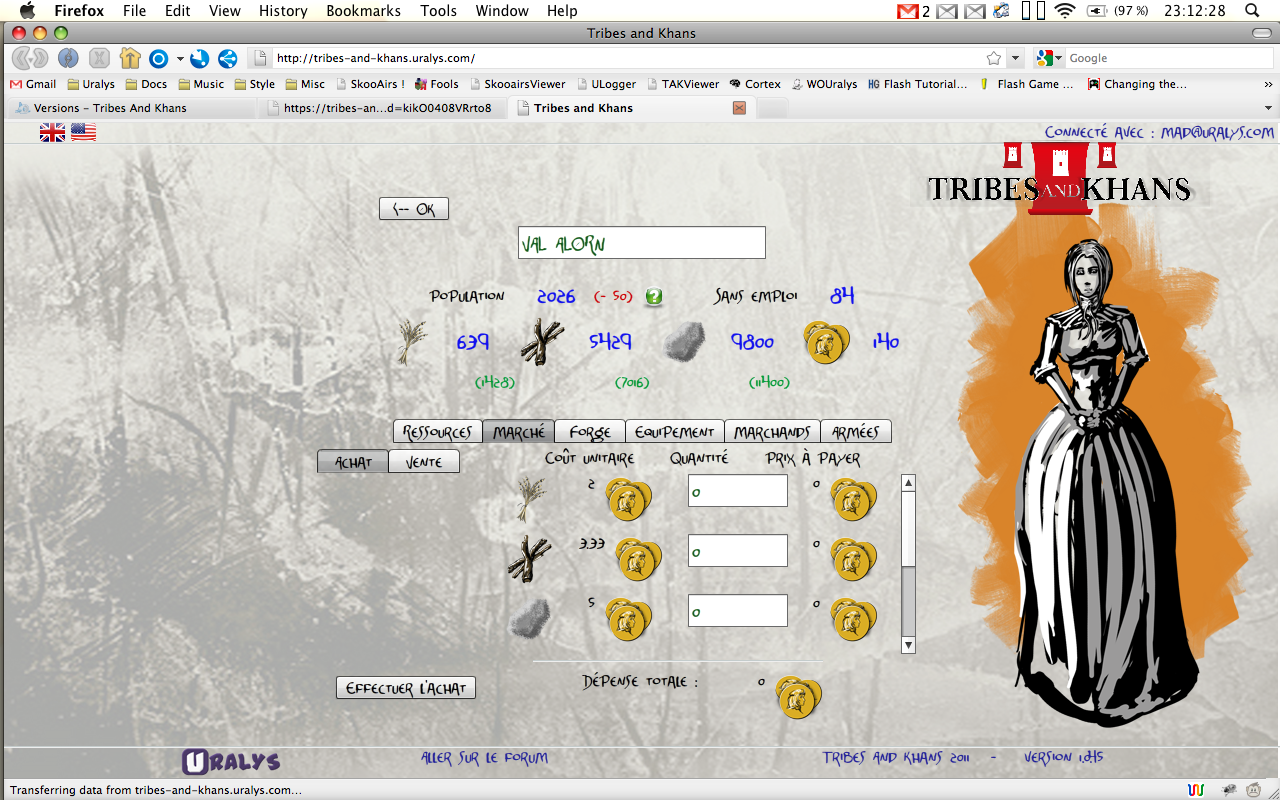 Firefox File Edit View History Bookmarks Tools Window Help 2 (97 %) 23:12:28
Tribes and Khans
http://tribes-and-khans.uralys.com/ Google
Gmail Uralys Docs Music Style Misc SkooAirs ! Fools SkooairsViewer ULogger TAKViewer Cortex WOUralys HG Flash Tutorial... Flash Game ... Changing the... »
Versions – Tribes And Khans https://tribes-an...d=kikO0408VRrto8 Tribes and Khans
CONNECTÉ AVEC : MAD@URALYS.COM
TRIBES AND KHANS
<-- OK
VAL ALORN
POPULATION 2026 (- 50) ? SANS EMPLOI 84
639 5429 9800 140
(1428) (7016) (11400)
RESSOURCES MARCHÉ FORGE EQUIPEMENT MARCHANDS ARMÉES
ACHAT VENTE COÛT UNITAIRE QUANTITÉ PRIX À PAYER
2 0 0
3.33 0 0
5 0 0
EFFECTUER L'ACHAT DÉPENSE TOTALE : 0
URALYS ALLER SUR LE FORUM TRIBES AND KHANS 2011 - VERSION 1.045
Transferring data from tribes-and-khans.uralys.com...